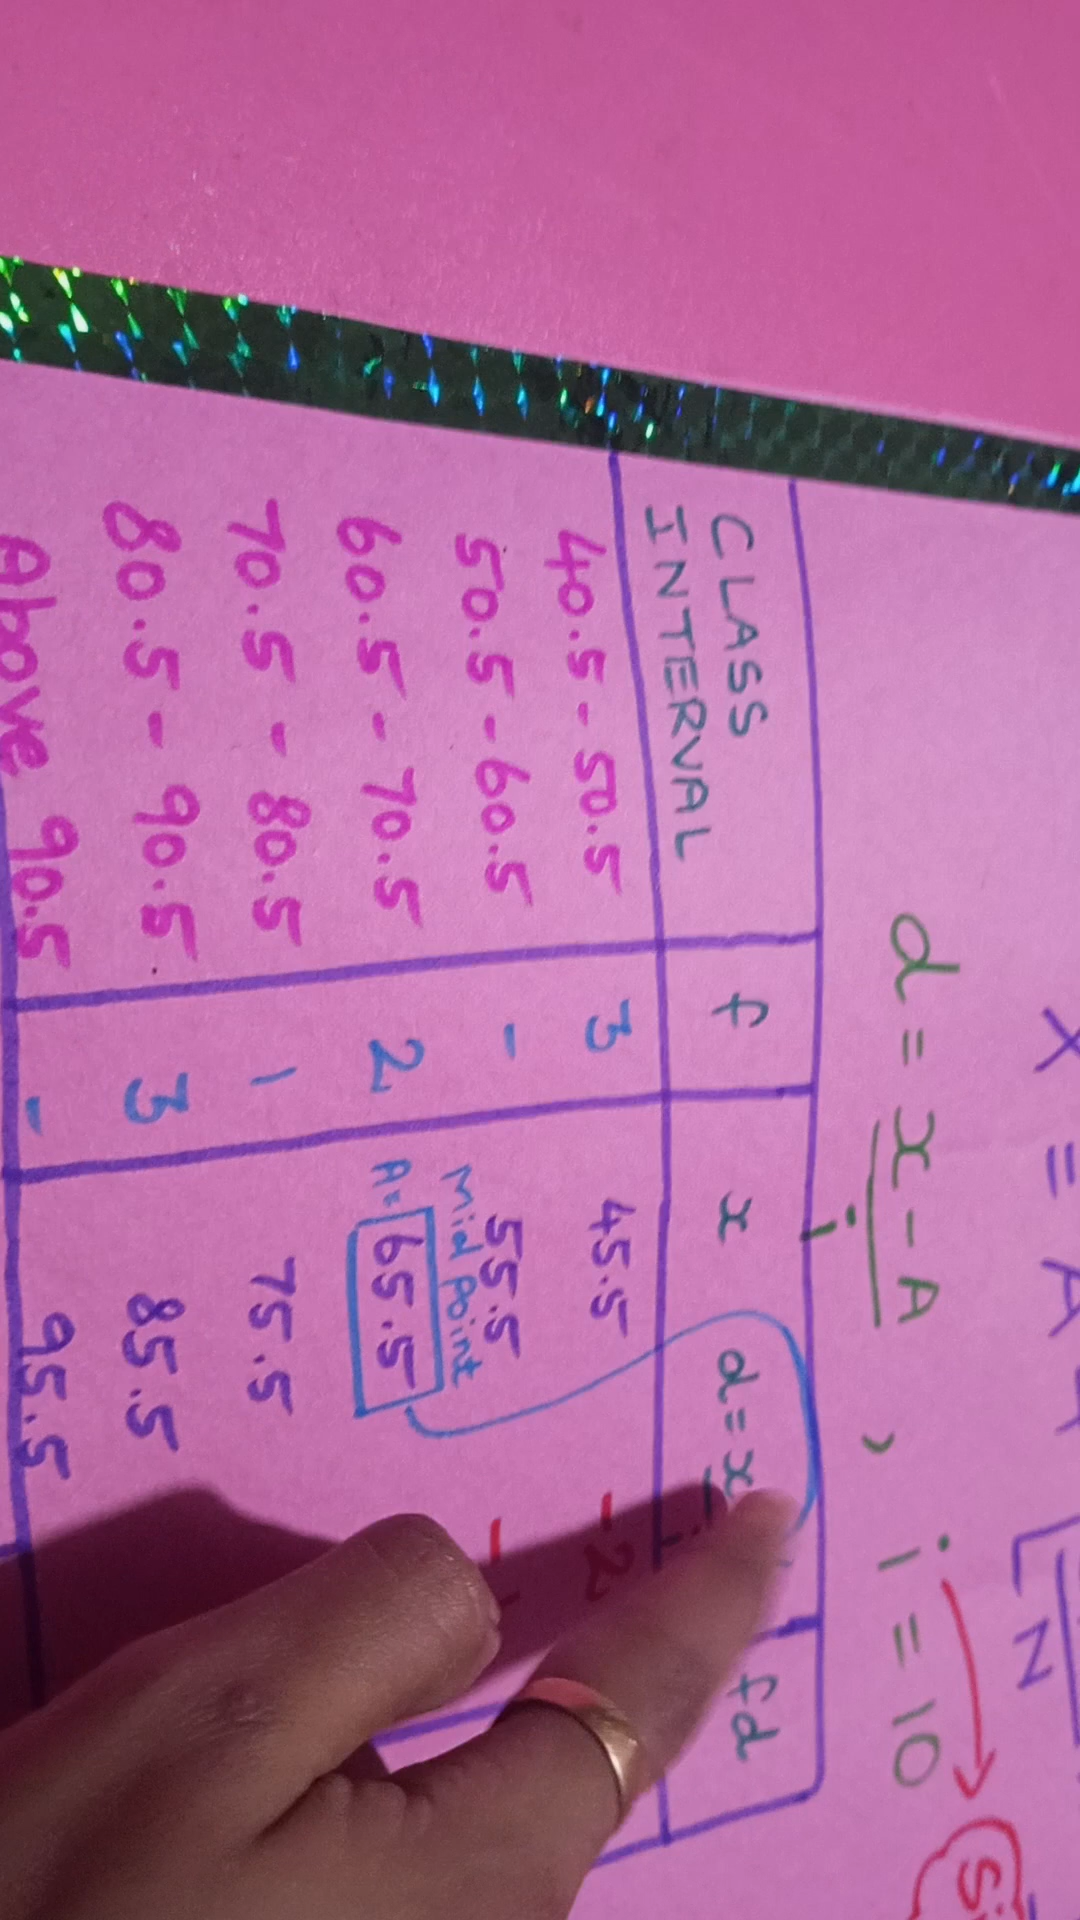 X = A +
N
d = x - A , i = 10
i
Si
CLASS INTERVAL f x d = x fd
40.5 - 50.5 3 45.5 -2
50.5 - 60.5 - 55.5 -
Mid Point
60.5 - 70.5 2 A = 65.5
70.5 - 80.5 1 75.5
80.5 - 90.5 3 85.5
Above 90.5 - 95.5